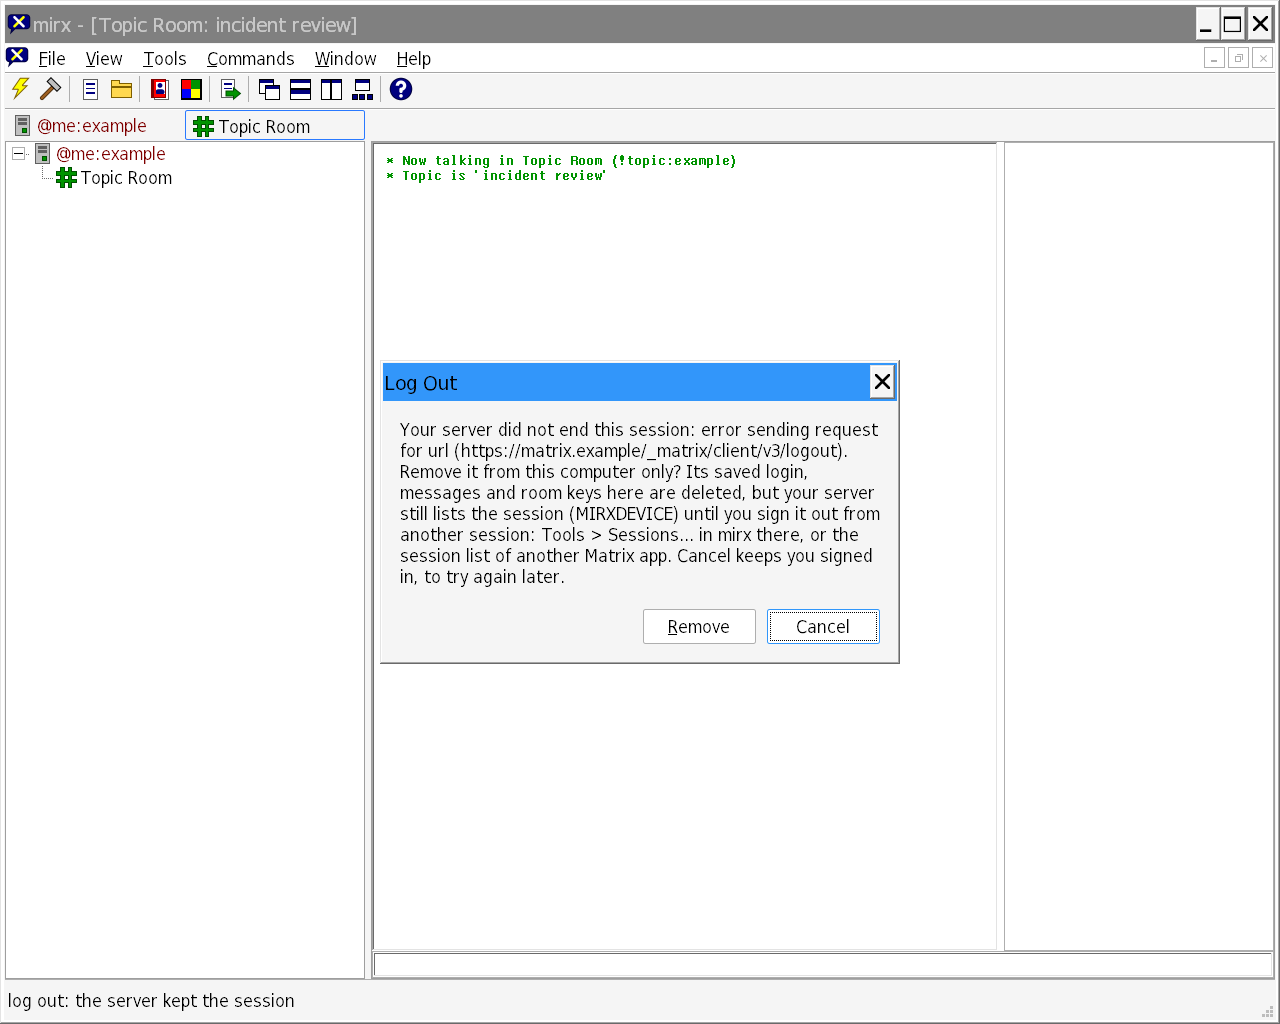 mirx - [Topic Room: incident review]
File View Tools Commands Window Help
@me:example Topic Room
@me:example
Topic Room
* Now talking in Topic Room (!topic:example)
* Topic is 'incident review'
Log Out
Your server did not end this session: error sending request
for url (https://matrix.example/_matrix/client/v3/logout).
Remove it from this computer only? Its saved login,
messages and room keys here are deleted, but your server
still lists the session (MIRXDEVICE) until you sign it out from
another session: Tools > Sessions... in mirx there, or the
session list of another Matrix app. Cancel keeps you signed
in, to try again later.
Remove Cancel
log out: the server kept the session